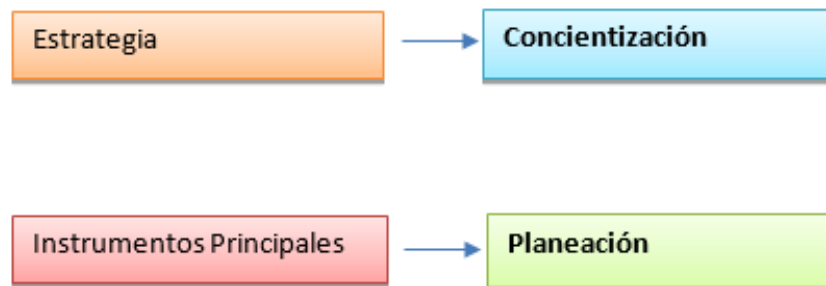 Estrategia
Concientización
Instrumentos Principales
Planeación